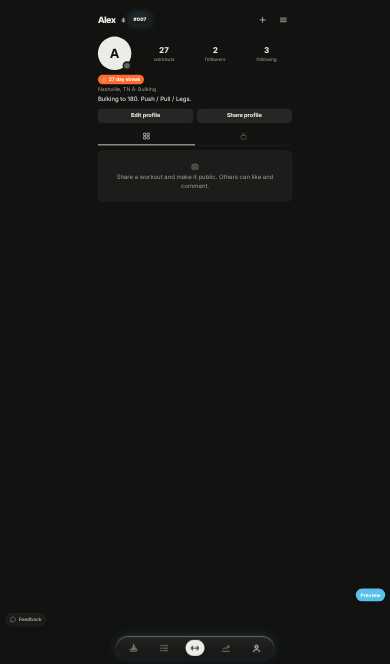 Alex #007
27 2 3
workouts followers following
27 day streak
Nashville, TN Â· Bulking
Bulking to 180. Push / Pull / Legs.
Edit profile Share profile
Share a workout and make it public. Others can like and
comment.
Preview
Feedback